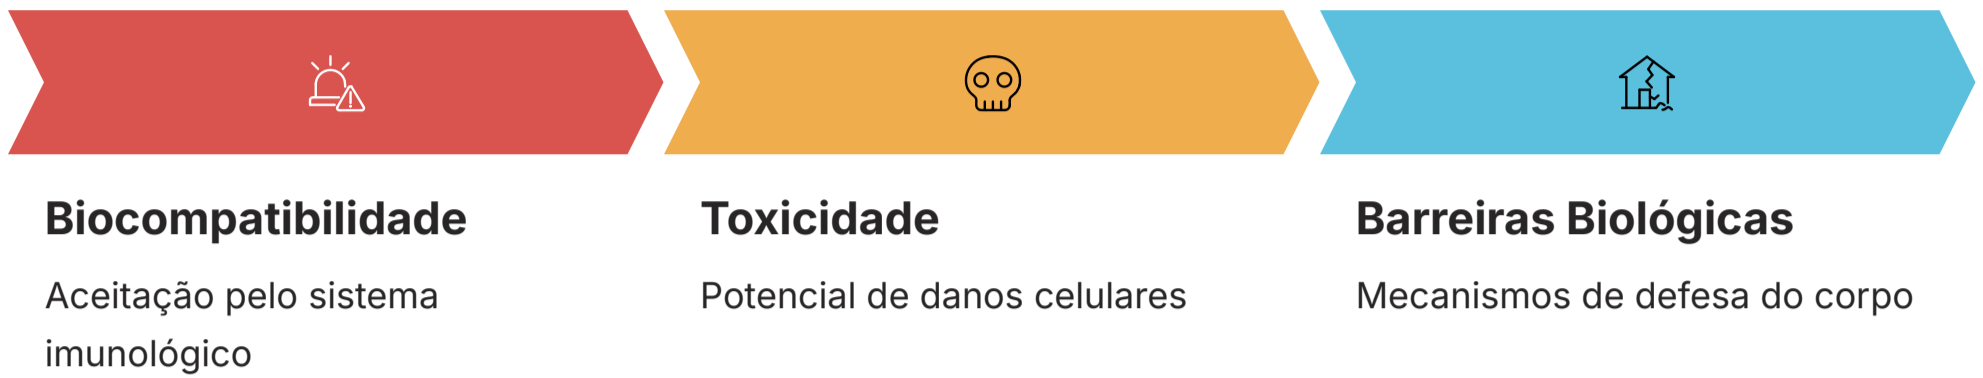 Biocompatibilidade
Aceitação pelo sistema
imunológico
Toxicidade
Potencial de danos celulares
Barreiras Biológicas
Mecanismos de defesa do corpo